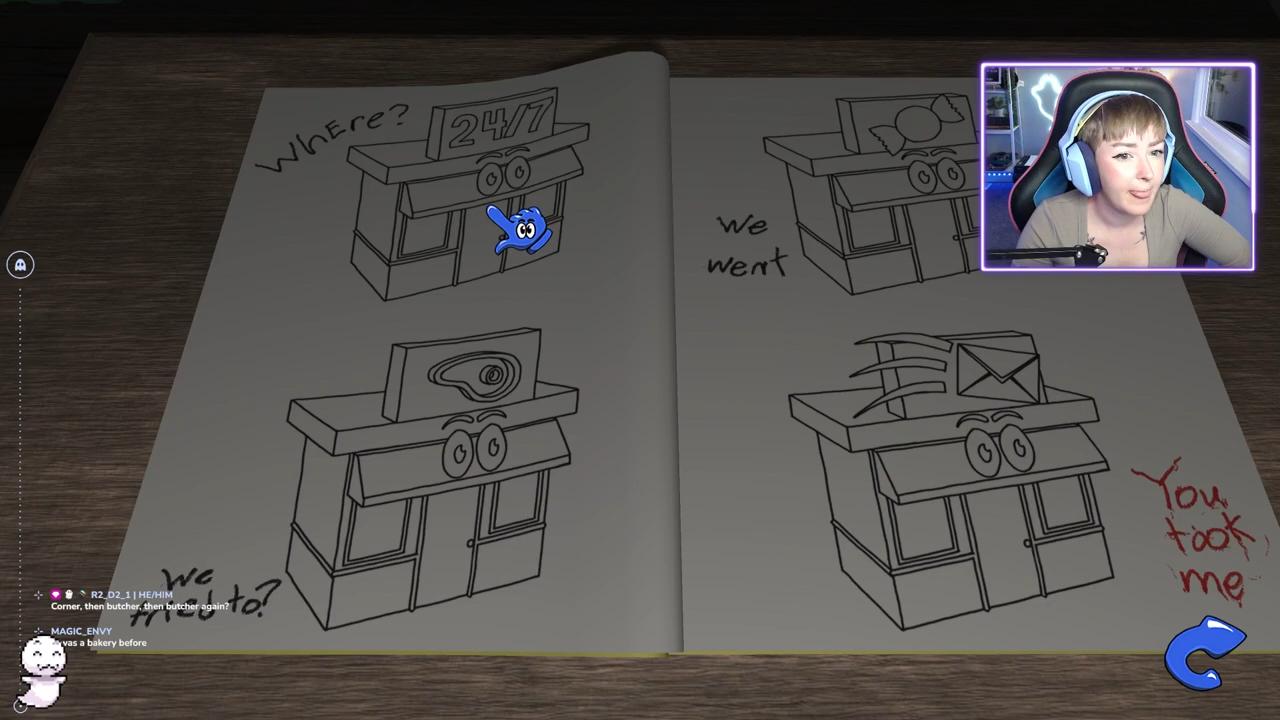 Where?
24/7
We
went
We
tried to?
You
took
me
R2_D2_1 | HE/HIM
Corner, then butcher, then butcher again?
MAGIC_ENVY
was a bakery before